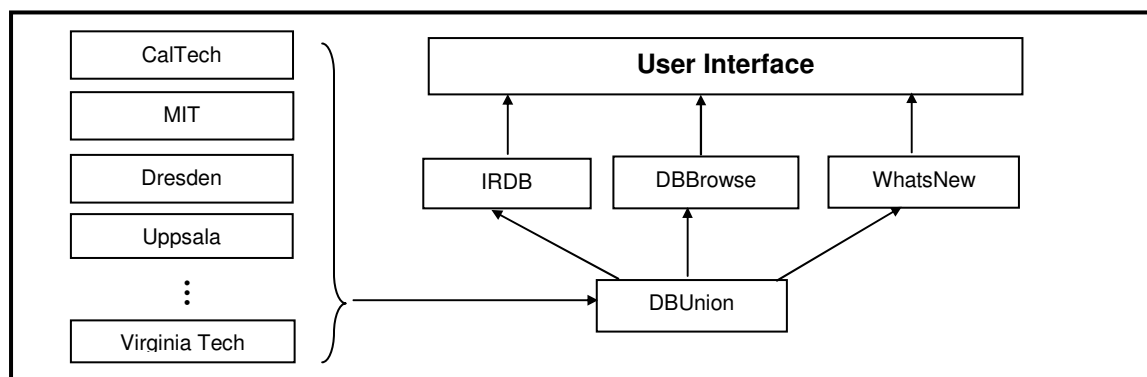 CalTech
MIT
Dresden
Uppsala
⋮
Virginia Tech
User Interface
IRDB
DBBrowse
WhatsNew
DBUnion